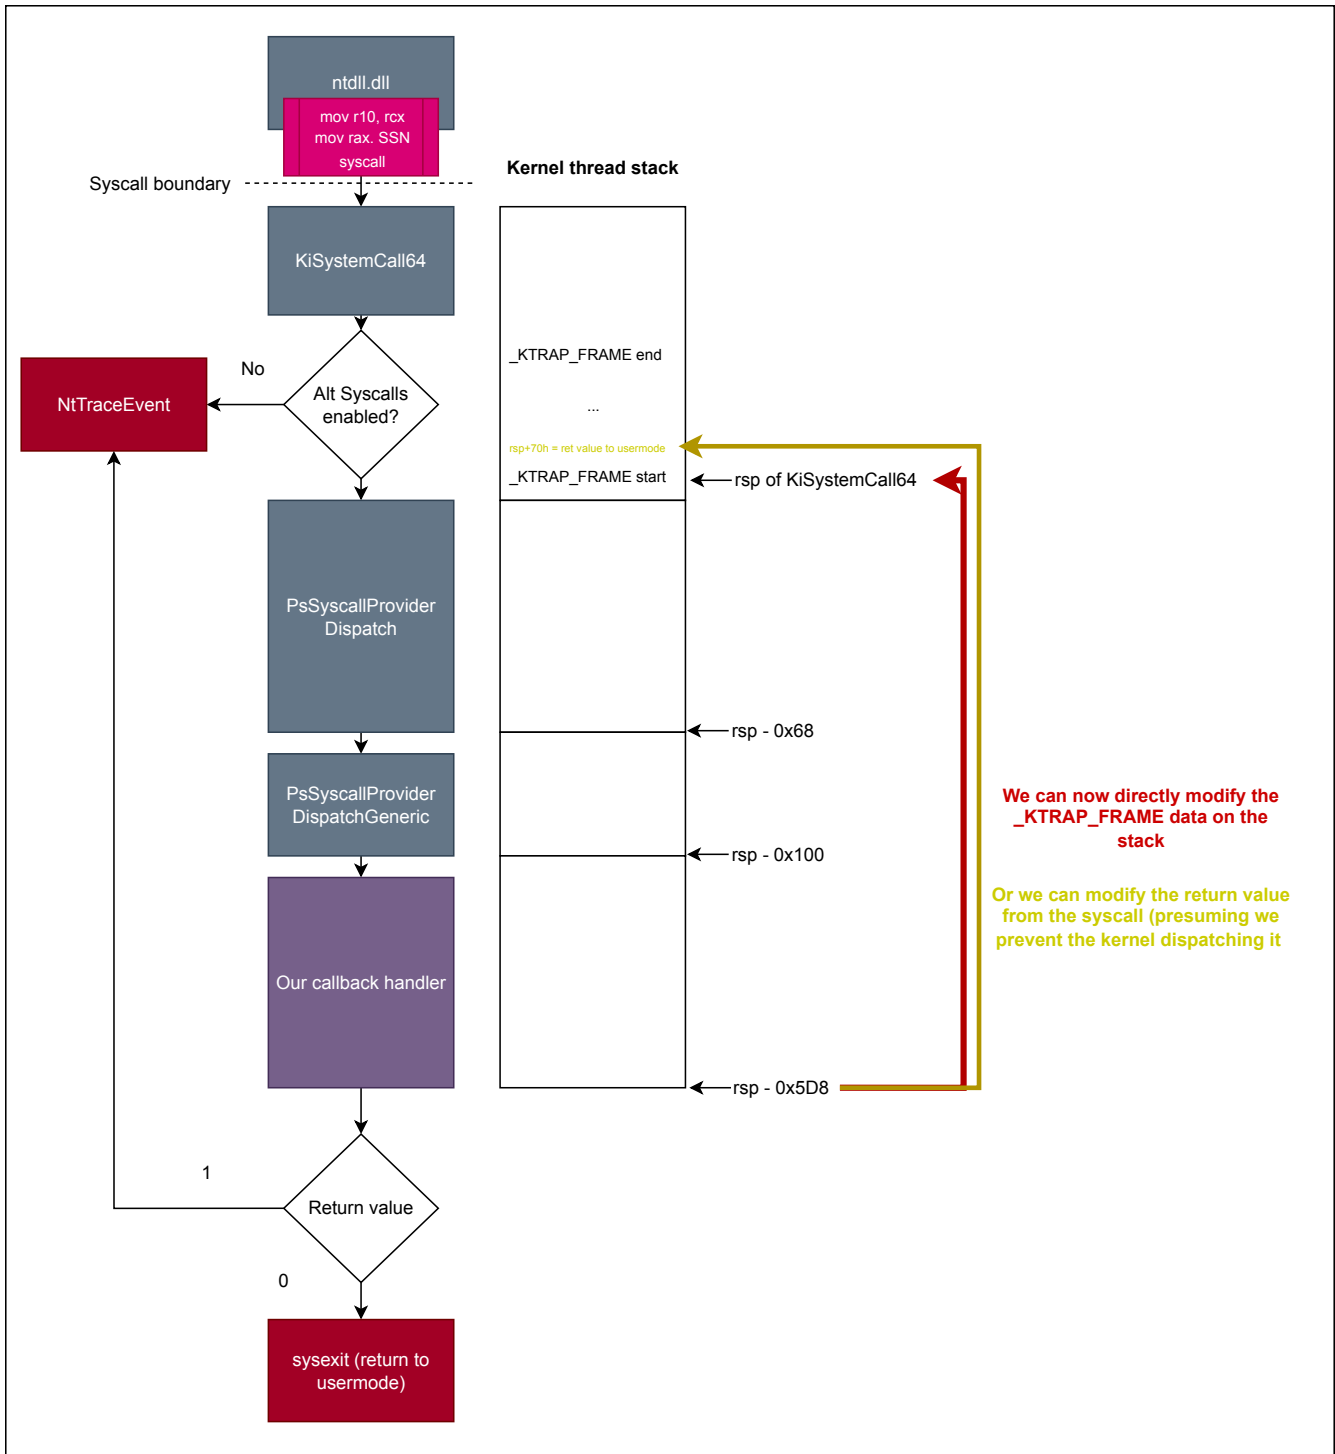 ntdll.dll
mov r10, rcx
mov rax. SSN
syscall
Syscall boundary
Kernel thread stack
KiSystemCall64
_KTRAP_FRAME end
No
NtTraceEvent
Alt Syscalls
enabled?
...
rsp+70h = ret value to usermode
_KTRAP_FRAME start
rsp of KiSystemCall64
PsSyscallProvider
Dispatch
rsp - 0x68
PsSyscallProvider
DispatchGeneric
We can now directly modify the
_KTRAP_FRAME data on the
stack
rsp - 0x100
Or we can modify the return value
from the syscall (presuming we
prevent the kernel dispatching it
Our callback handler
rsp - 0x5D8
1
Return value
0
sysexit (return to
usermode)